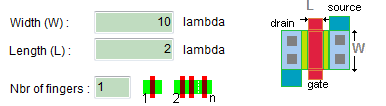 Width (W) : 10 lambda
Length (L) : 2 lambda
Nbr of fingers : 1
1 2 n
L
source
drain
W
gate